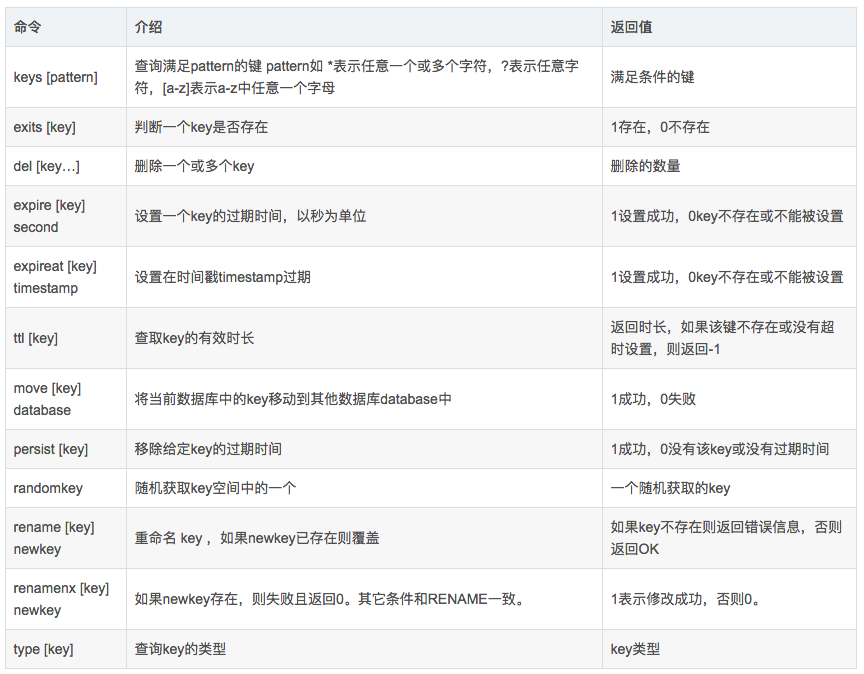 命令 介绍 返回值
keys [pattern] 查询满足pattern的键 pattern如 *表示任意一个或多个字符，?表示任意字 满足条件的键
符，[a-z]表示a-z中任意一个字母
exits [key] 判断一个key是否存在 1存在，0不存在
del [key…] 删除一个或多个key 删除的数量
expire [key]
second
设置一个key的过期时间，以秒为单位 1设置成功，0key不存在或不能被设置
expireat [key]
timestamp
设置在时间戳timestamp过期 1设置成功，0key不存在或不能被设置
ttl [key] 查取key的有效时长 返回时长，如果该键不存在或没有超
时设置，则返回-1
move [key]
database
将当前数据库中的key移动到其他数据库database中 1成功，0失败
persist [key] 移除给定key的过期时间 1成功，0没有该key或没有过期时间
randomkey 随机获取key空间中的一个 一个随机获取的key
rename [key]
newkey
重命名 key ，如果newkey已存在则覆盖 如果key不存在则返回错误信息，否则
返回OK
renamenx [key]
newkey
如果newkey存在，则失败且返回0。其它条件和RENAME一致。 1表示修改成功，否则0。
type [key] 查询key的类型 key类型